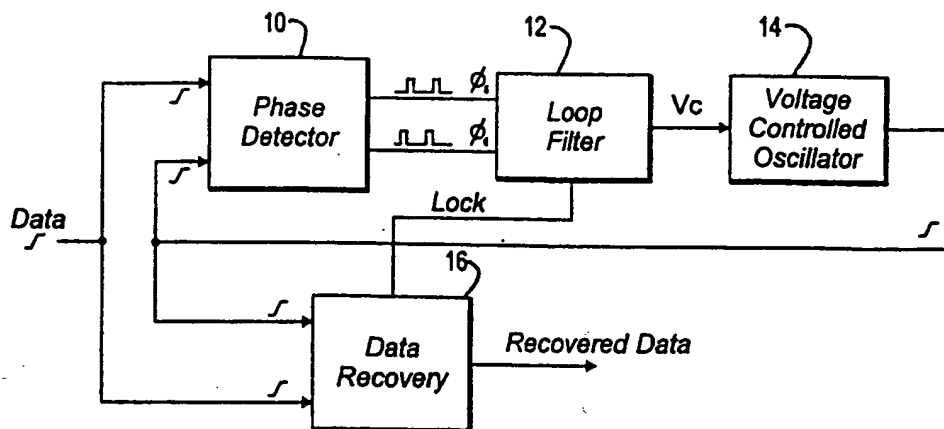 10
12
14
Phase
Detector
ϕ
ϕ
Loop
Filter
Vc
Voltage
Controlled
Oscillator
Lock
Data
16
Data
Recovery
Recovered Data